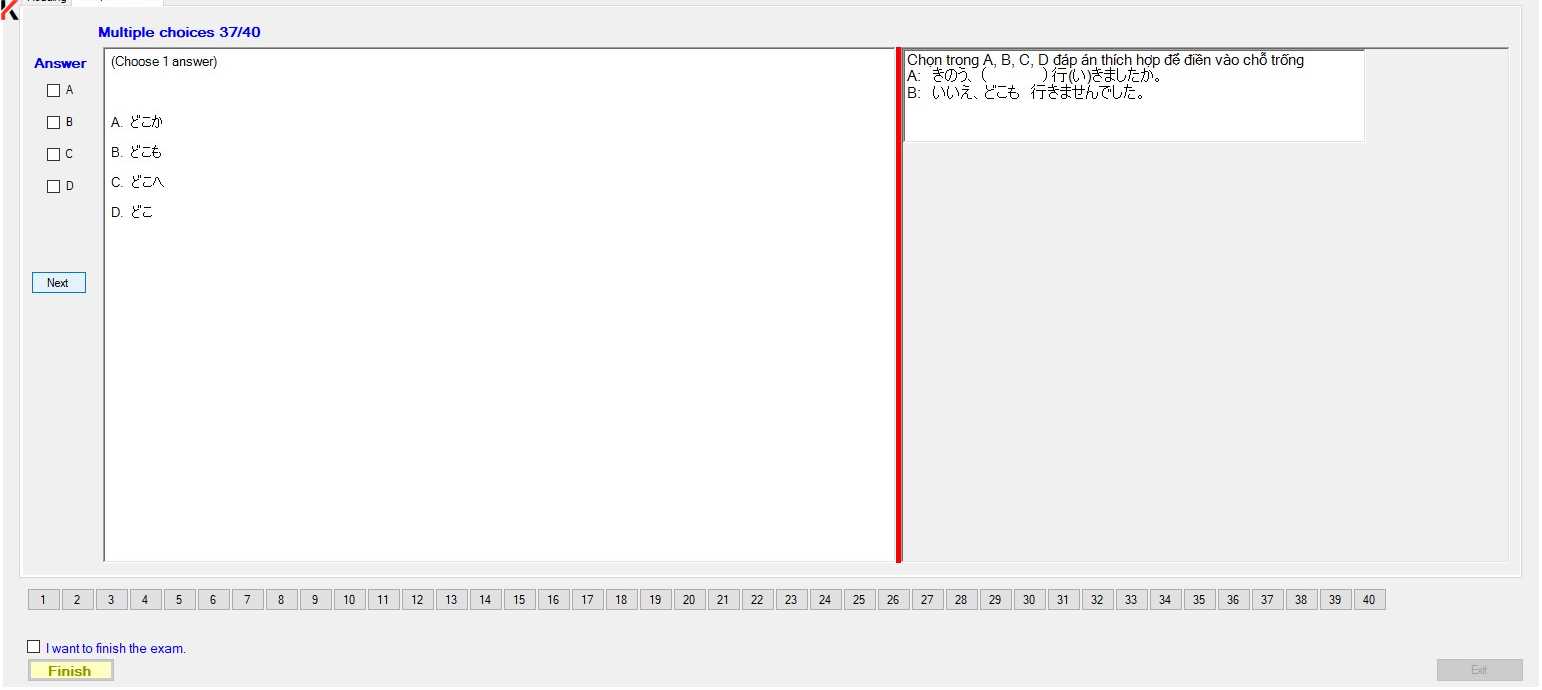 Multiple choices 37/40
Answer
A
B
C
D
Next
(Choose 1 answer)
A. どこか
B. どこも
C. どこへ
D. どこ
Chọn trong A, B, C, D đáp án thích hợp để điền vào chỗ trống
A: きのう、( ) 行(い)きましたか。
B: いいえ、どこも 行きませんでした。
1 2 3 4 5 6 7 8 9 10 11 12 13 14 15 16 17 18 19 20 21 22 23 24 25 26 27 28 29 30 31 32 33 34 35 36 37 38 39 40
I want to finish the exam.
Finish
Exit